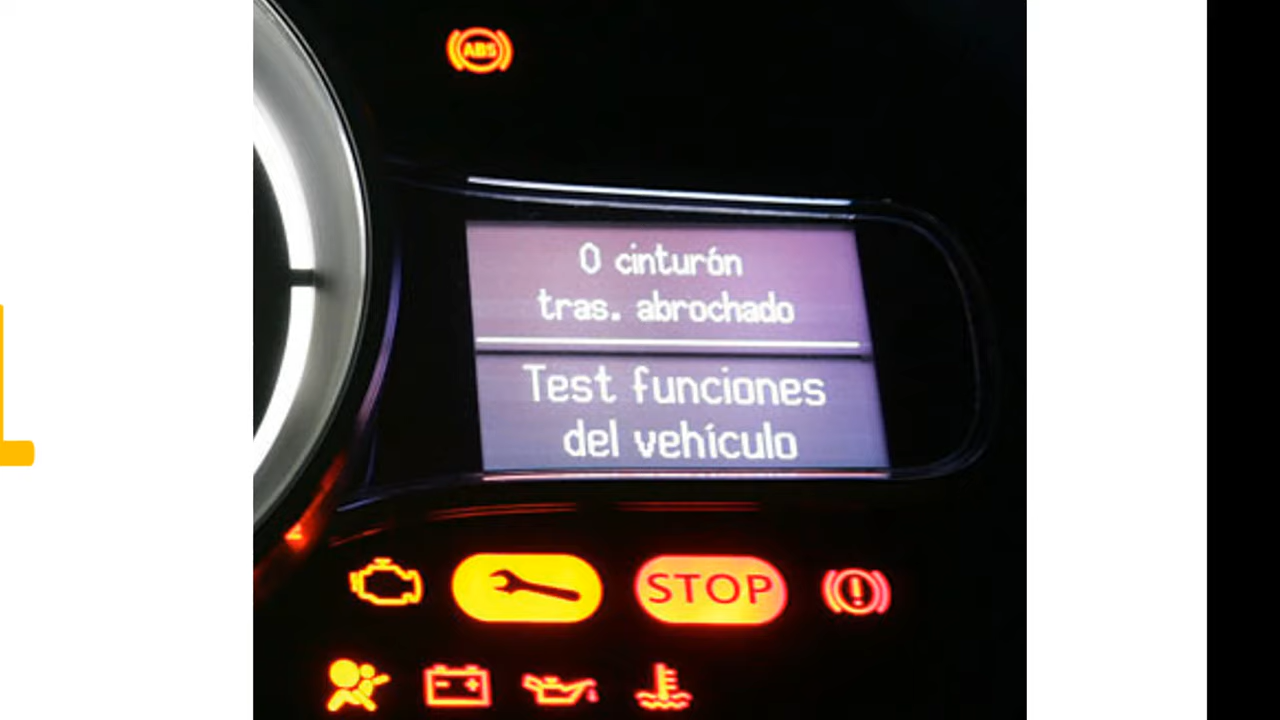 ABS
0 cinturón
tras. abrochado
Test funciones
del vehículo
STOP